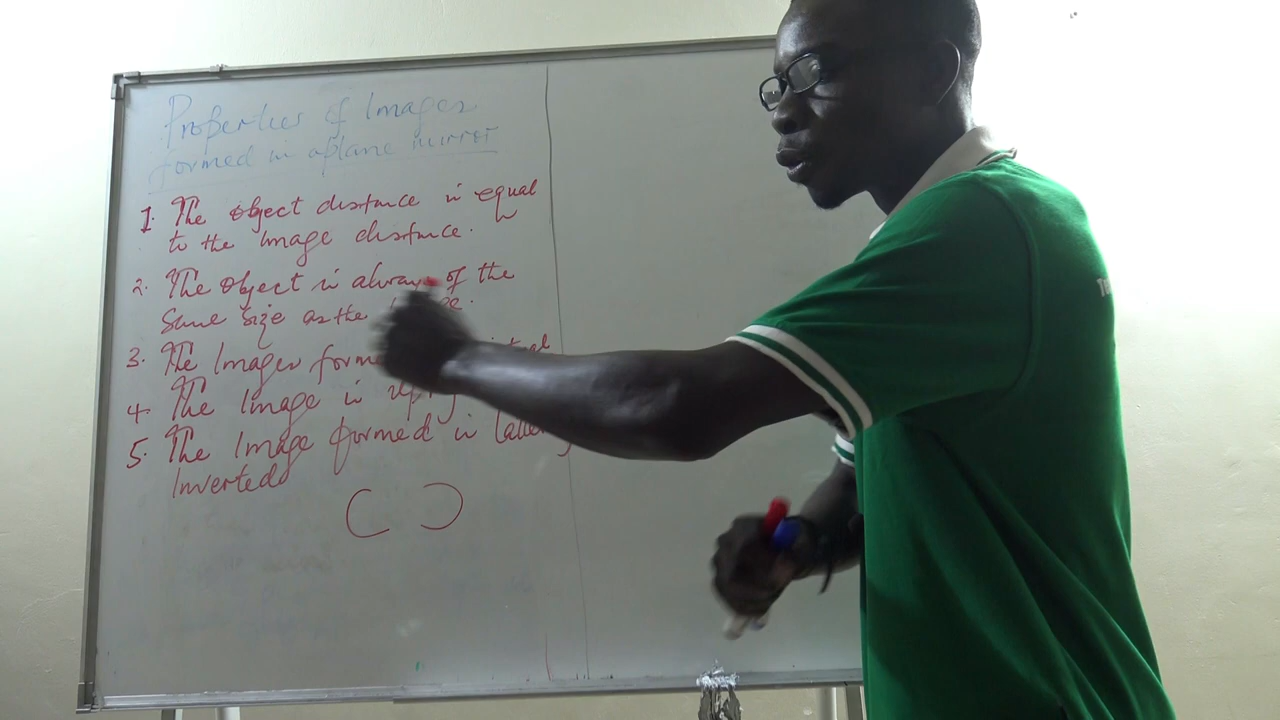 Properties of Images
formed in a plane mirror
1. The object distance is equal
to the Image distance.
2. The object is always of the
Same size as the
3. The Images
4. The Image is
5. The Image formed is
Inverted
C Ɔ